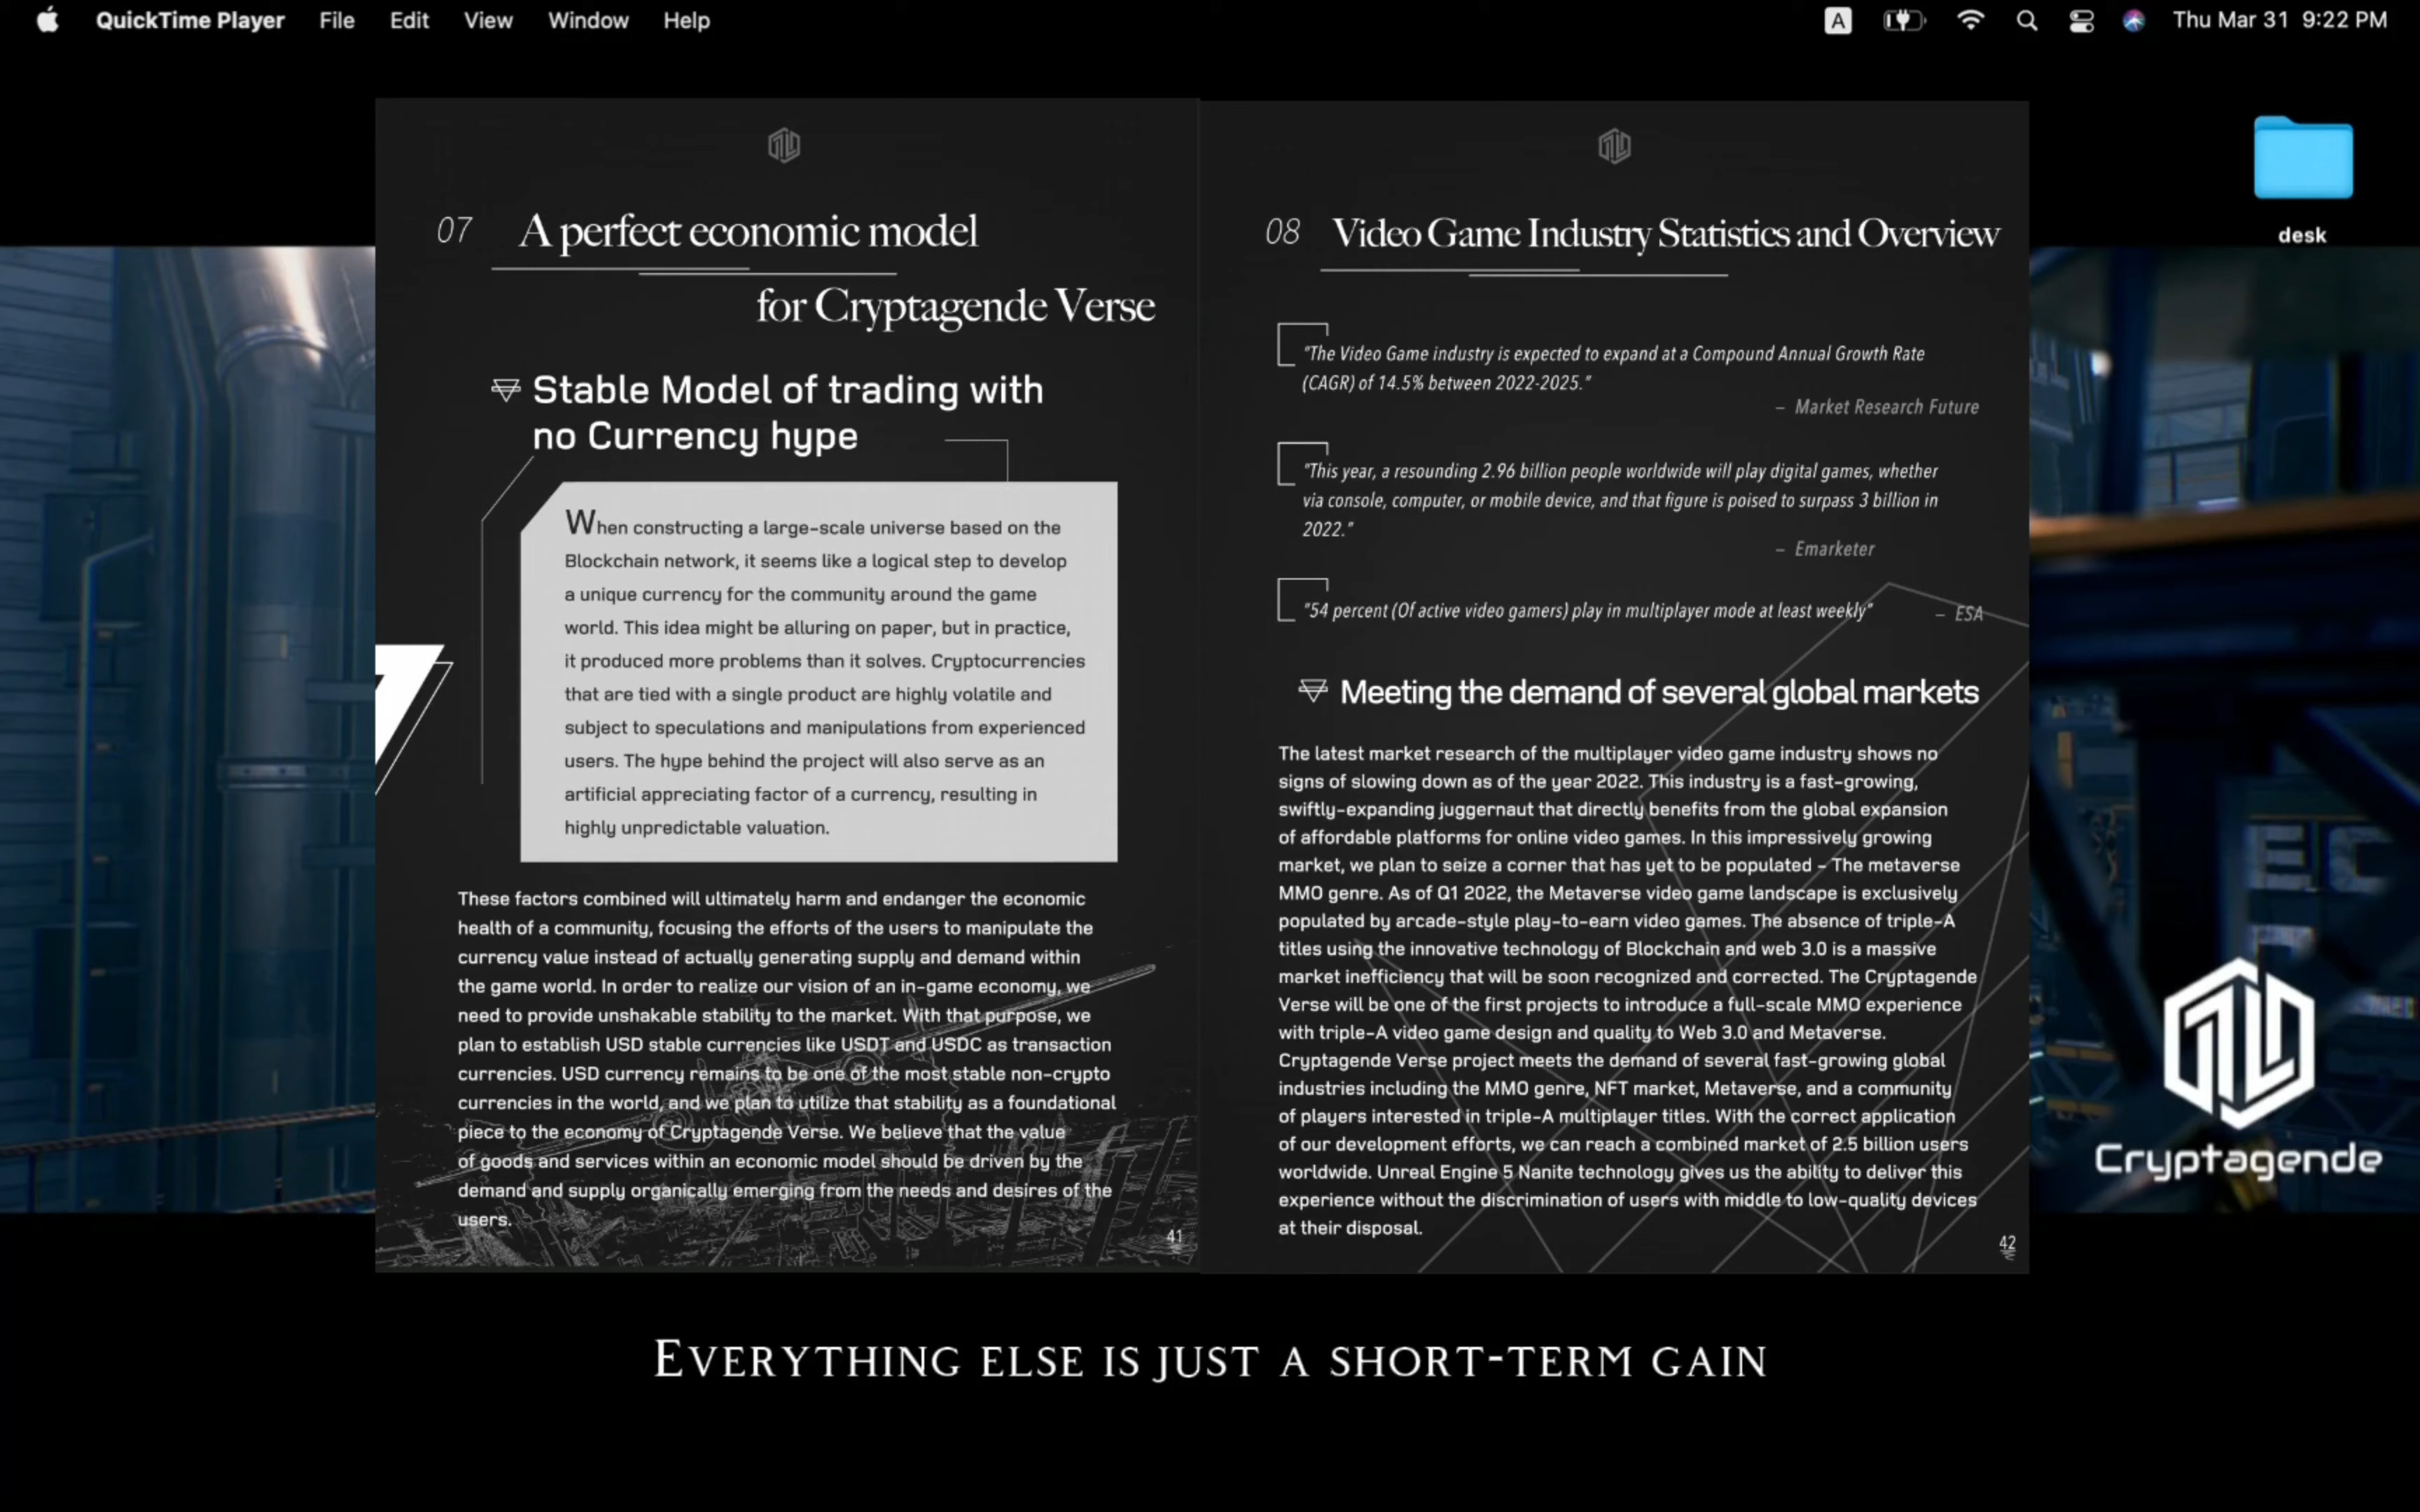 QuickTime Player File Edit View Window Help
A Thu Mar 31 9:22 PM
desk
07 A perfect economic model
for Cryptagende Verse
Stable Model of trading with
no Currency hype
When constructing a large-scale universe based on the
Blockchain network, it seems like a logical step to develop
a unique currency for the community around the game
world. This idea might be alluring on paper, but in practice,
it produced more problems than it solves. Cryptocurrencies
that are tied with a single product are highly volatile and
subject to speculations and manipulations from experienced
users. The hype behind the project will also serve as an
artificial appreciating factor of a currency, resulting in
highly unpredictable valuation.
These factors combined will ultimately harm and endanger the economic
health of a community, focusing the efforts of the users to manipulate the
currency value instead of actually generating supply and demand within
the game world. In order to realize our vision of an in-game economy, we
need to provide unshakable stability to the market. With that purpose, we
plan to establish USD stable currencies like USDT and USDC as transaction
currencies. USD currency remains to be one of the most stable non-crypto
currencies in the world, and we plan to utilize that stability as a foundational
piece to the economy of Cryptagende Verse. We believe that the value
of goods and services within an economic model should be driven by the
demand and supply organically emerging from the needs and desires of the
users.
41
08 Video Game Industry Statistics and Overview
"The Video Game industry is expected to expand at a Compound Annual Growth Rate
(CAGR) of 14.5% between 2022-2025."
– Market Research Future
"This year, a resounding 2.96 billion people worldwide will play digital games, whether
via console, computer, or mobile device, and that figure is poised to surpass 3 billion in
2022."
– Emarketer
"54 percent (Of active video gamers) play in multiplayer mode at least weekly" – ESA
Meeting the demand of several global markets
The latest market research of the multiplayer video game industry shows no
signs of slowing down as of the year 2022. This industry is a fast-growing,
swiftly-expanding juggernaut that directly benefits from the global expansion
of affordable platforms for online video games. In this impressively growing
market, we plan to seize a corner that has yet to be populated – The metaverse
MMO genre. As of Q1 2022, the Metaverse video game landscape is exclusively
populated by arcade-style play-to-earn video games. The absence of triple-A
titles using the innovative technology of Blockchain and web 3.0 is a massive
market inefficiency that will be soon recognized and corrected. The Cryptagende
Verse will be one of the first projects to introduce a full-scale MMO experience
with triple-A video game design and quality to Web 3.0 and Metaverse.
Cryptagende Verse project meets the demand of several fast-growing global
industries including the MMO genre, NFT market, Metaverse, and a community
of players interested in triple-A multiplayer titles. With the correct application
of our development efforts, we can reach a combined market of 2.5 billion users
worldwide. Unreal Engine 5 Nanite technology gives us the ability to deliver this
experience without the discrimination of users with middle to low-quality devices
at their disposal.
42
Cryptagende
EVERYTHING ELSE IS JUST A SHORT-TERM GAIN